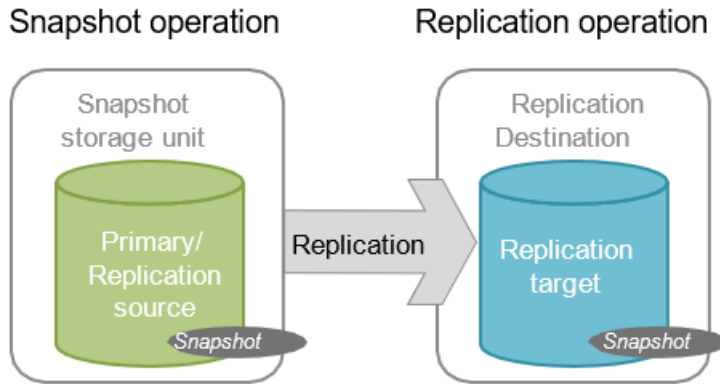 Snapshot operation
Replication operation
Snapshot
storage unit
Replication
Destination
Primary/
Replication
source
Replication
Replication
target
Snapshot
Snapshot